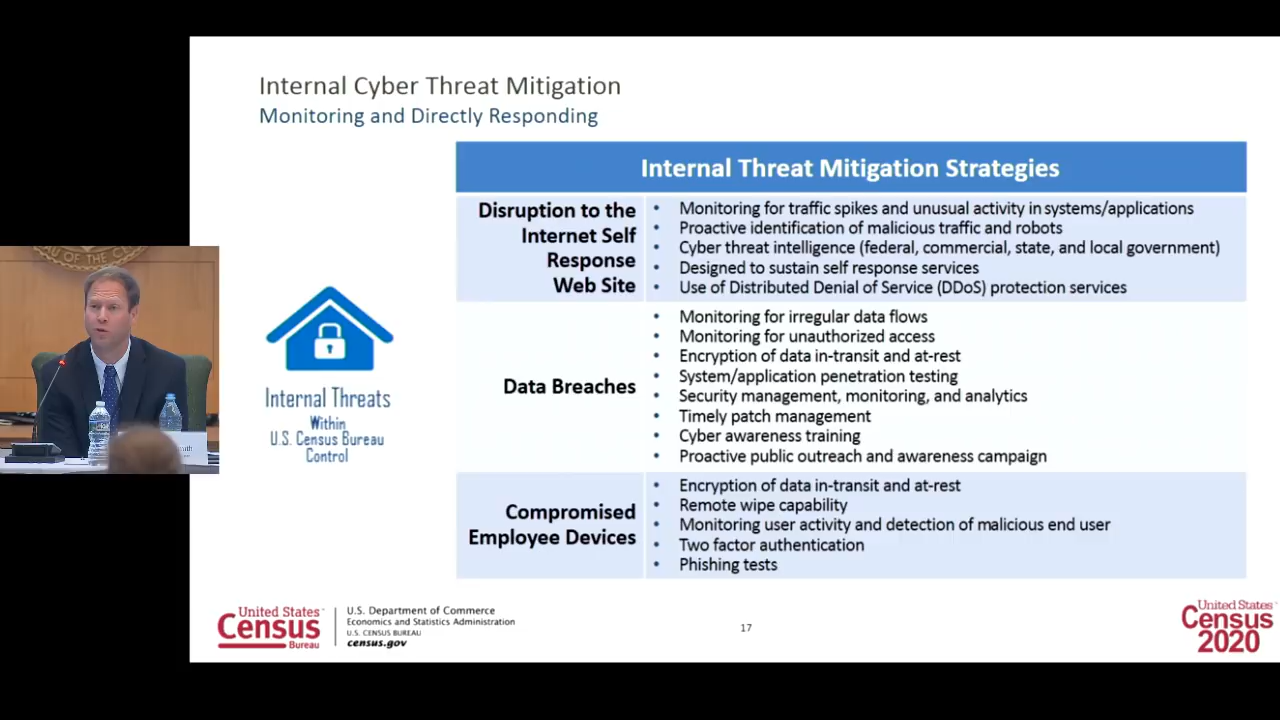 Internal Cyber Threat Mitigation
Monitoring and Directly Responding
Internal Threat Mitigation Strategies
Disruption to the
Internet Self
Response
Web Site
• Monitoring for traffic spikes and unusual activity in systems/applications
• Proactive identification of malicious traffic and robots
• Cyber threat intelligence (federal, commercial, state, and local government)
• Designed to sustain self response services
• Use of Distributed Denial of Service (DDoS) protection services
Data Breaches
• Monitoring for irregular data flows
• Monitoring for unauthorized access
• Encryption of data in-transit and at-rest
• System/application penetration testing
• Security management, monitoring, and analytics
• Timely patch management
• Cyber awareness training
• Proactive public outreach and awareness campaign
Compromised
Employee Devices
• Encryption of data in-transit and at-rest
• Remote wipe capability
• Monitoring user activity and detection of malicious end user
• Two factor authentication
• Phishing tests
Internal Threats
Within
U.S. Census Bureau
Control
United States™
Census
Bureau
U.S. Department of Commerce
Economics and Statistics Administration
U.S. CENSUS BUREAU
census.gov
17
United States™
Census
2020